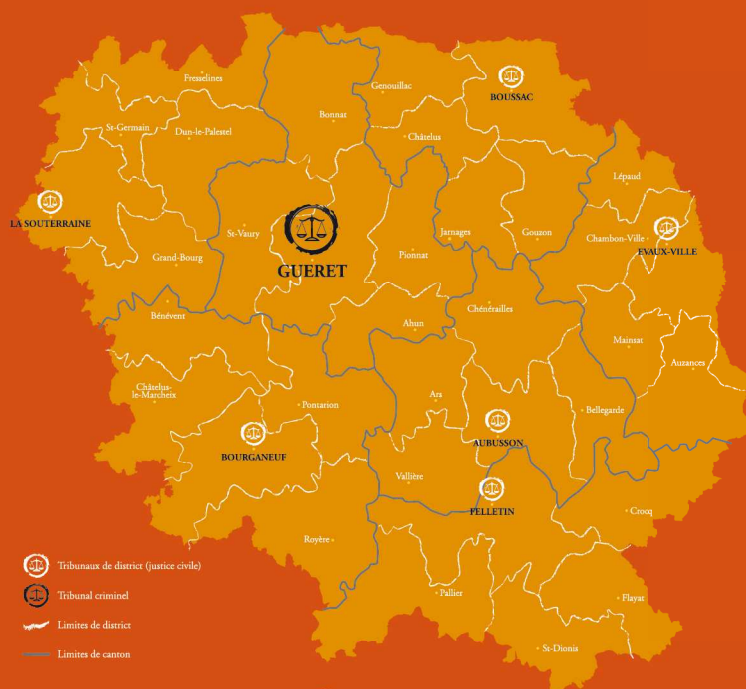 Fresselines
Genouillac
BOUSSAC
Bonnat
St-Germain
Dun-le-Palestel
Châtelus
Lépaud
LA SOUTERRAINE
St-Vaury
Jarnages
Gouzon
Chambon-Ville
EVAUX-VILLE
Grand-Bourg
GUERET
Pionnat
Bénévent
Ahun
Chénérailles
Mainsat
Auzances
Châtelus-
le-Marcheix
Pontarion
Ars
Bellegarde
BOURGANEUF
AUBUSSON
Vallière
FELLETIN
Crocq
Royère
Pallier
Flayat
St-Dionis
Tribunaux de district (justice civile)
Tribunal criminel
Limites de district
Limites de canton